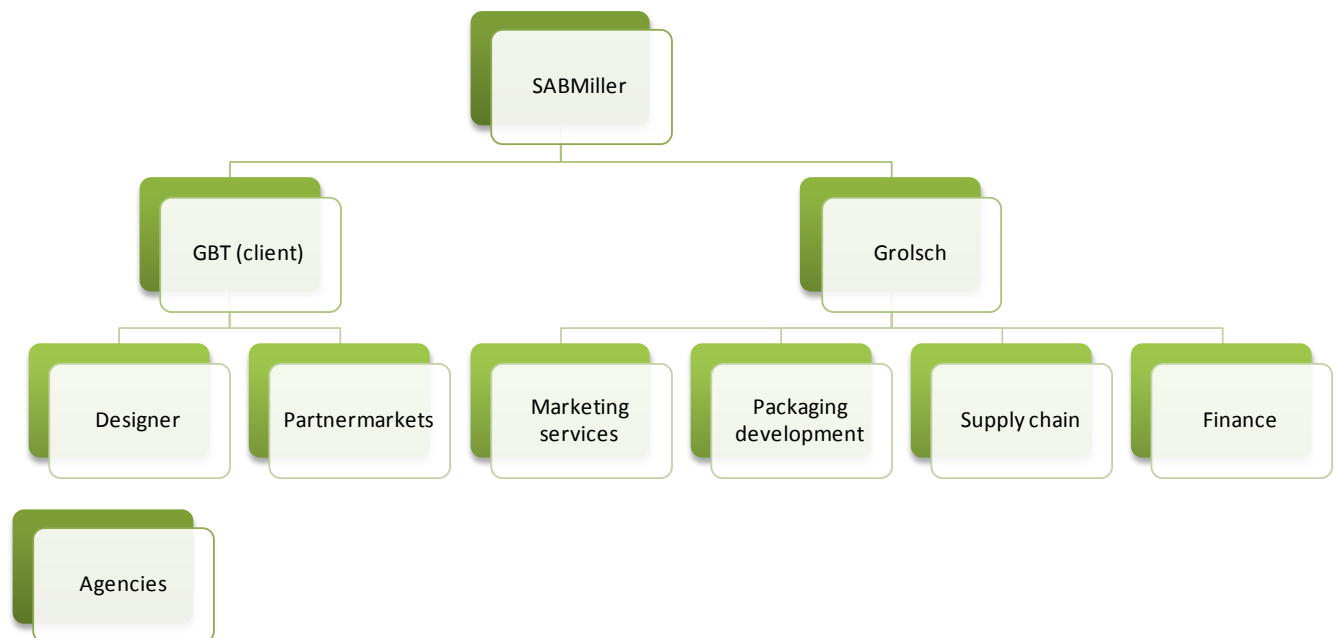 SABMiller
GBT (client)
Grolsch
Designer
Partnermarkets
Marketing
services
Packaging
development
Supply chain
Finance
Agencies